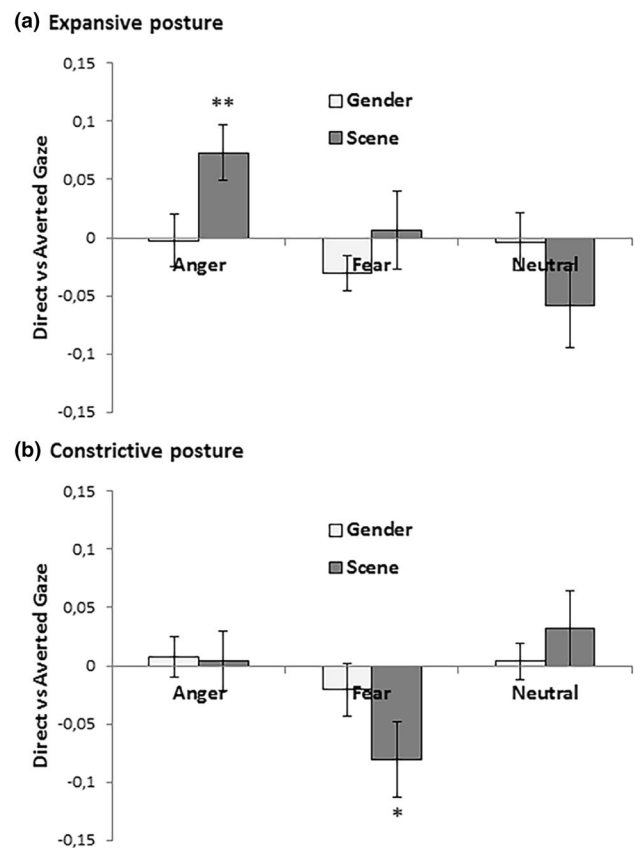 (a) Expansive posture
0,15
0,1
0,05
0
-0,05
-0,1
-0,15
Direct vs Averted Gaze
**
Gender
Scene
Anger
Fear
Neutral
(b) Constrictive posture
0,15
0,1
0,05
0
-0,05
-0,1
-0,15
Direct vs Averted Gaze
Gender
Scene
Anger
Fear
Neutral
*